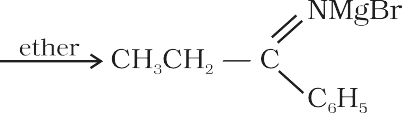 NMgBr
ether
CH₃CH₂ — C
C₆H₅